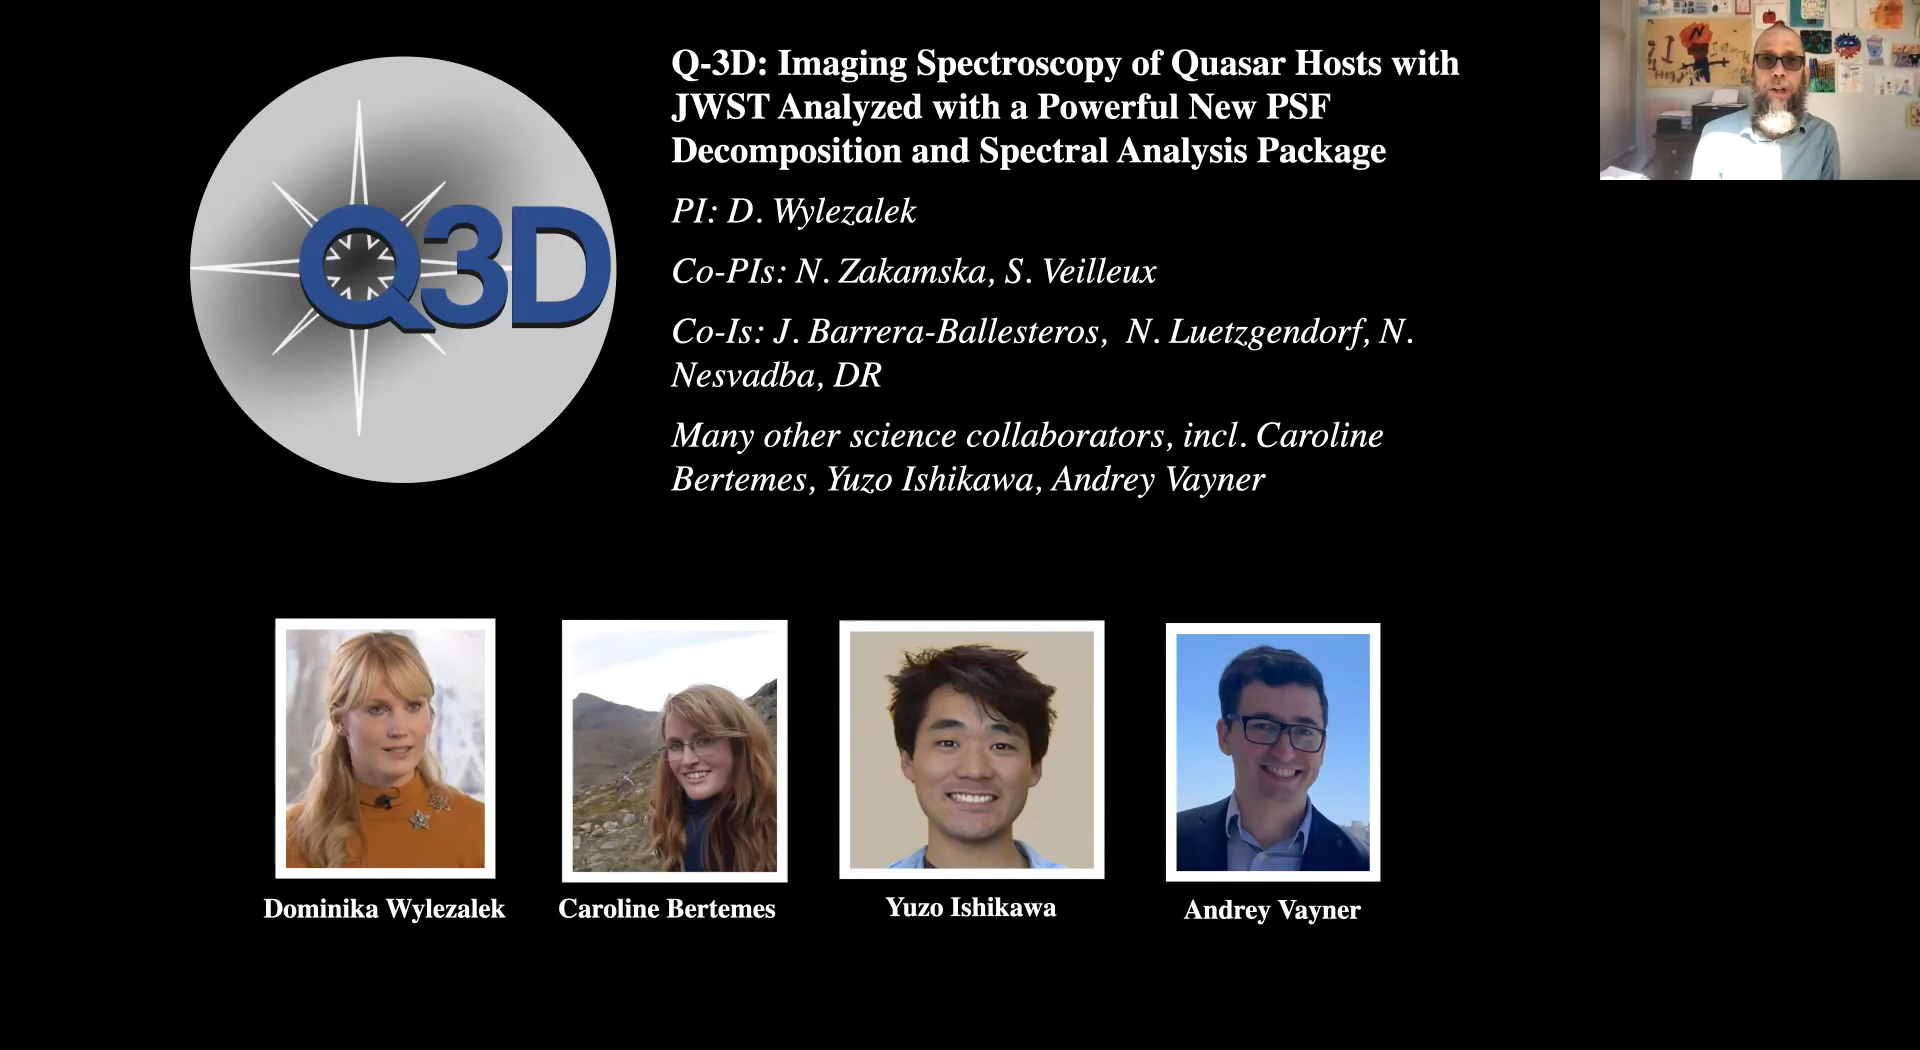 Q3D
Q-3D: Imaging Spectroscopy of Quasar Hosts with
JWST Analyzed with a Powerful New PSF
Decomposition and Spectral Analysis Package
PI: D. Wylezalek
Co-PIs: N. Zakamska, S. Veilleux
Co-Is: J. Barrera-Ballesteros, N. Luetzgendorf, N.
Nesvadba, DR
Many other science collaborators, incl. Caroline
Bertemes, Yuzo Ishikawa, Andrey Vayner
Dominika Wylezalek
Caroline Bertemes
Yuzo Ishikawa
Andrey Vayner